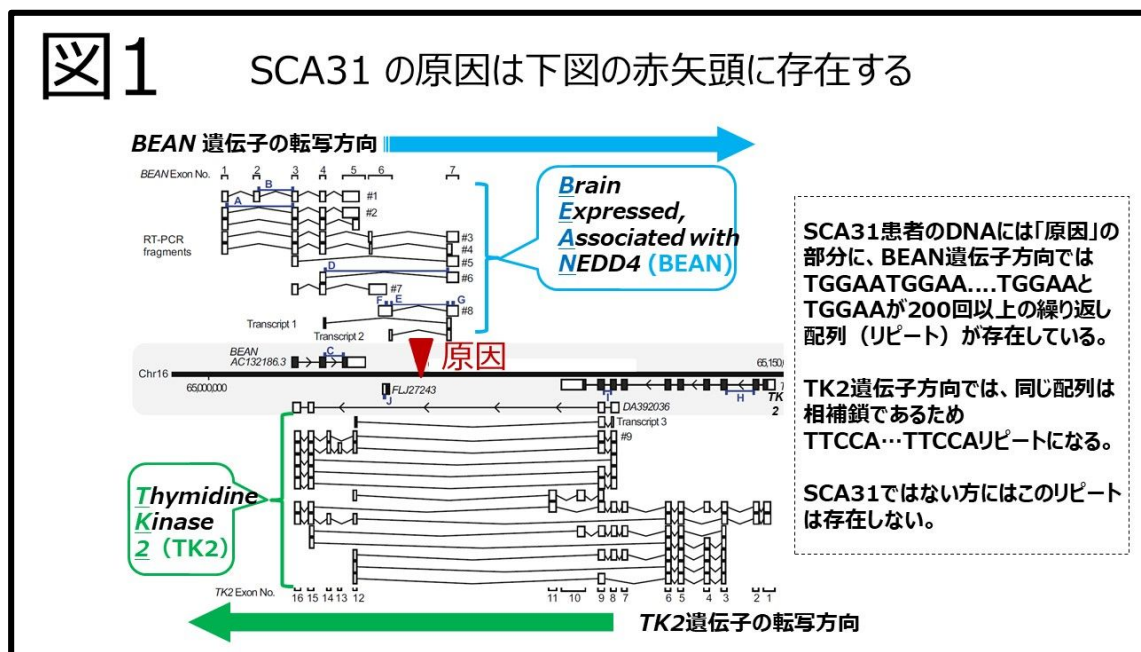 図1
SCA31 の原因は下図の赤矢頭に存在する
BEAN 遺伝子の転写方向
BEAN Exon No.
1 2 3 4 5 6 7
B
A
#1
#2
RT-PCR
fragments
#3
#4
#5
D
#6
#7
F E G
#8
Transcript 1
Transcript 2
Brain
Expressed,
Associated with
NEDD4 (BEAN)
BEAN
AC132186.3
C
原因
65,150,
Chr16
65,000,000
FLJ27243
J
I
H
TK
2
DA392036
Transcript 3
#9
Thymidine
Kinase
2（TK2）
TK2 Exon No.
16 15 14 13 12 11 10 9 8 7 6 5 4 3 2 1
TK2遺伝子の転写方向
SCA31患者のDNAには「原因」の
部分に、BEAN遺伝子方向では
TGGAATGGAA....TGGAAと
TGGAAが200回以上の繰り返し
配列（リピート）が存在している。
TK2遺伝子方向では、同じ配列は
相補鎖であるため
TTCCA…TTCCAリピートになる。
SCA31ではない方にはこのリピート
は存在しない。